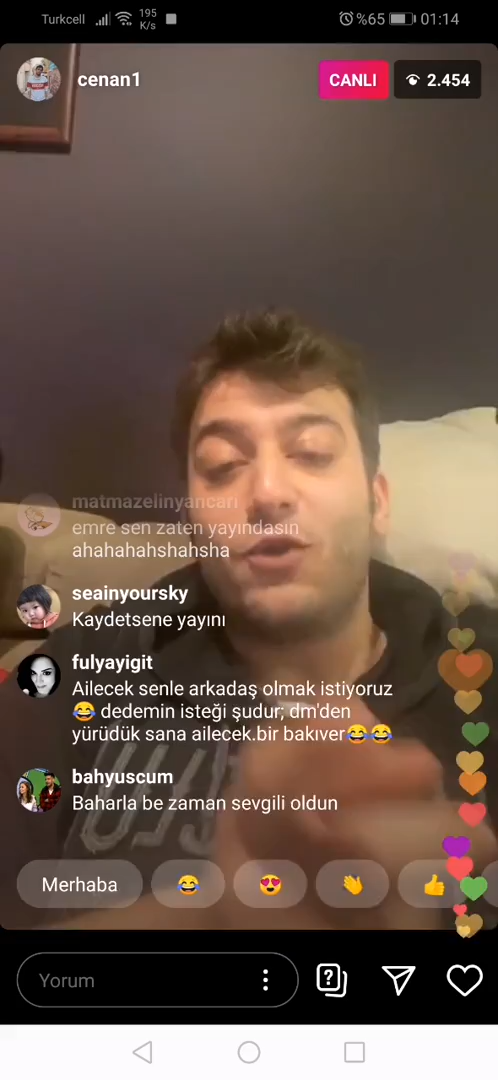 Turkcell
195
K/s
%65
01:14
cenan1
CANLI
2.454
matmazelinyancarı
emre sen zaten yayındasın
ahahahahshahsha
seainyoursky
Kaydetsene yayını
fulyayigit
Ailecek senle arkadaş olmak istiyoruz
😂 dedemin isteği şudur; dm'den
yürüdük sana ailecek.bir bakıver😂😂
bahyuscum
Baharla be zaman sevgili oldun
Merhaba
Yorum